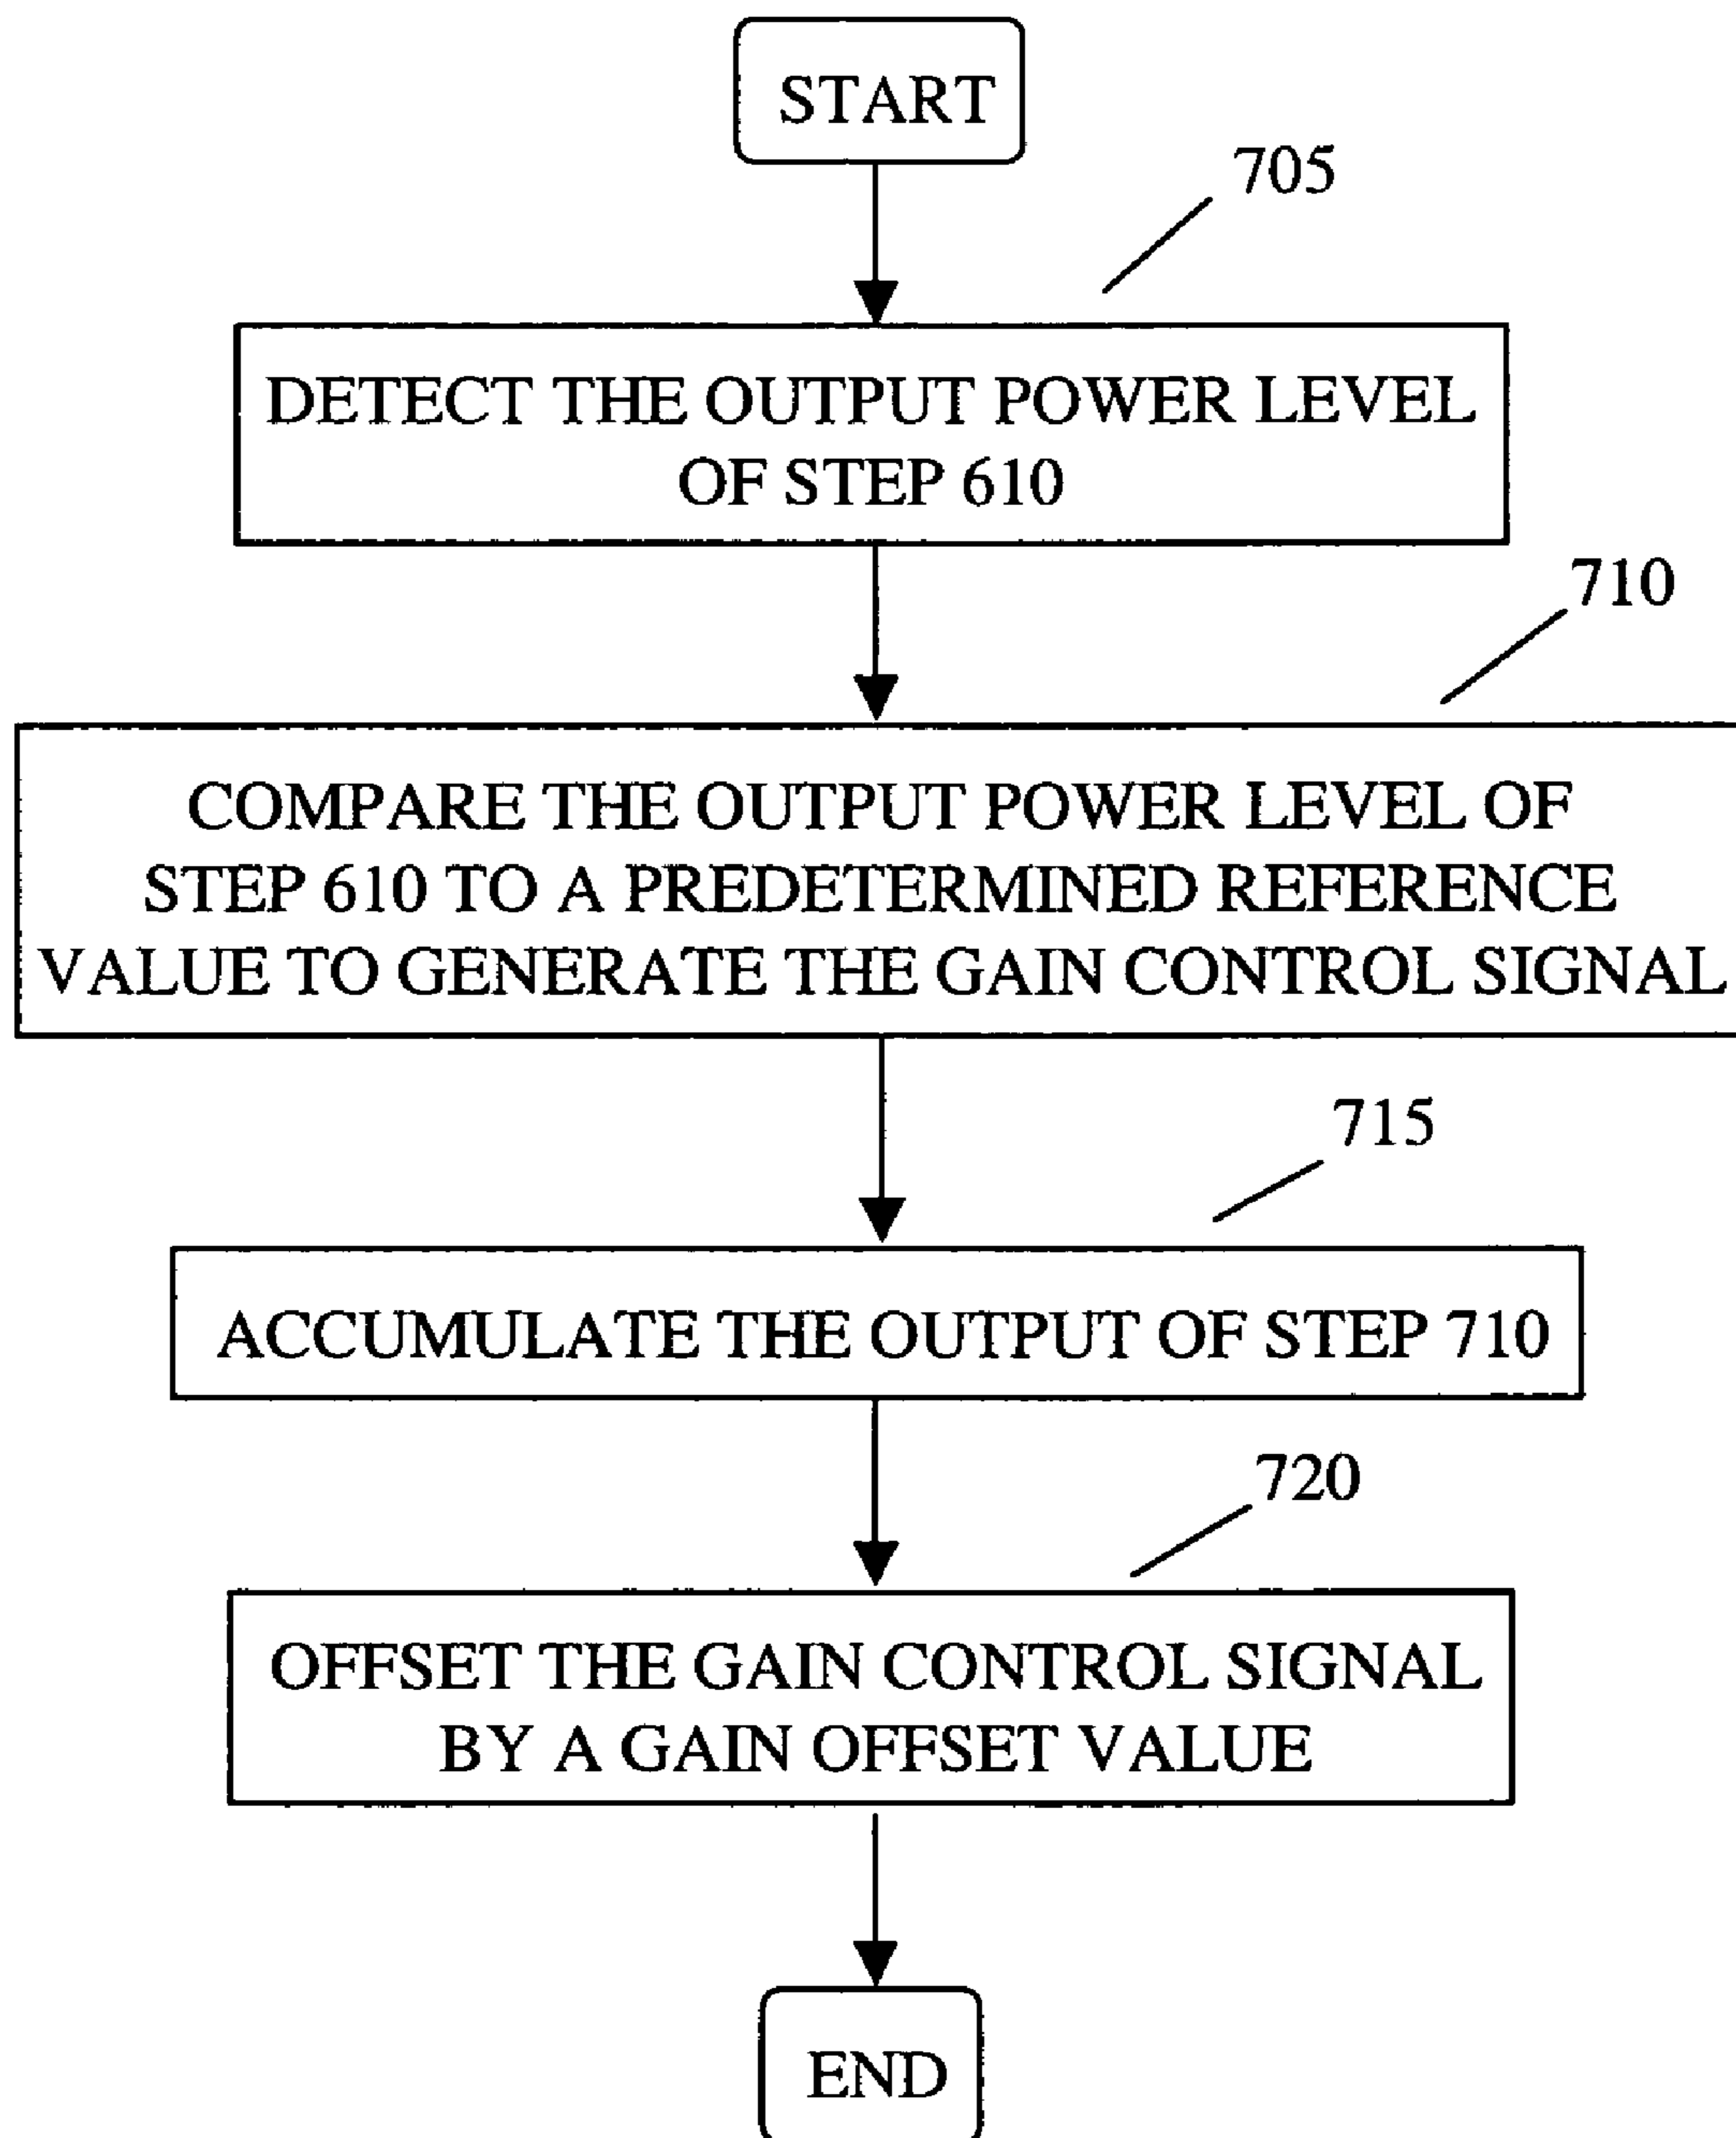 START
705
DETECT THE OUTPUT POWER LEVEL
OF STEP 610
710
COMPARE THE OUTPUT POWER LEVEL OF
STEP 610 TO A PREDETERMINED REFERENCE
VALUE TO GENERATE THE GAIN CONTROL SIGNAL
715
ACCUMULATE THE OUTPUT OF STEP 710
720
OFFSET THE GAIN CONTROL SIGNAL
BY A GAIN OFFSET VALUE
END